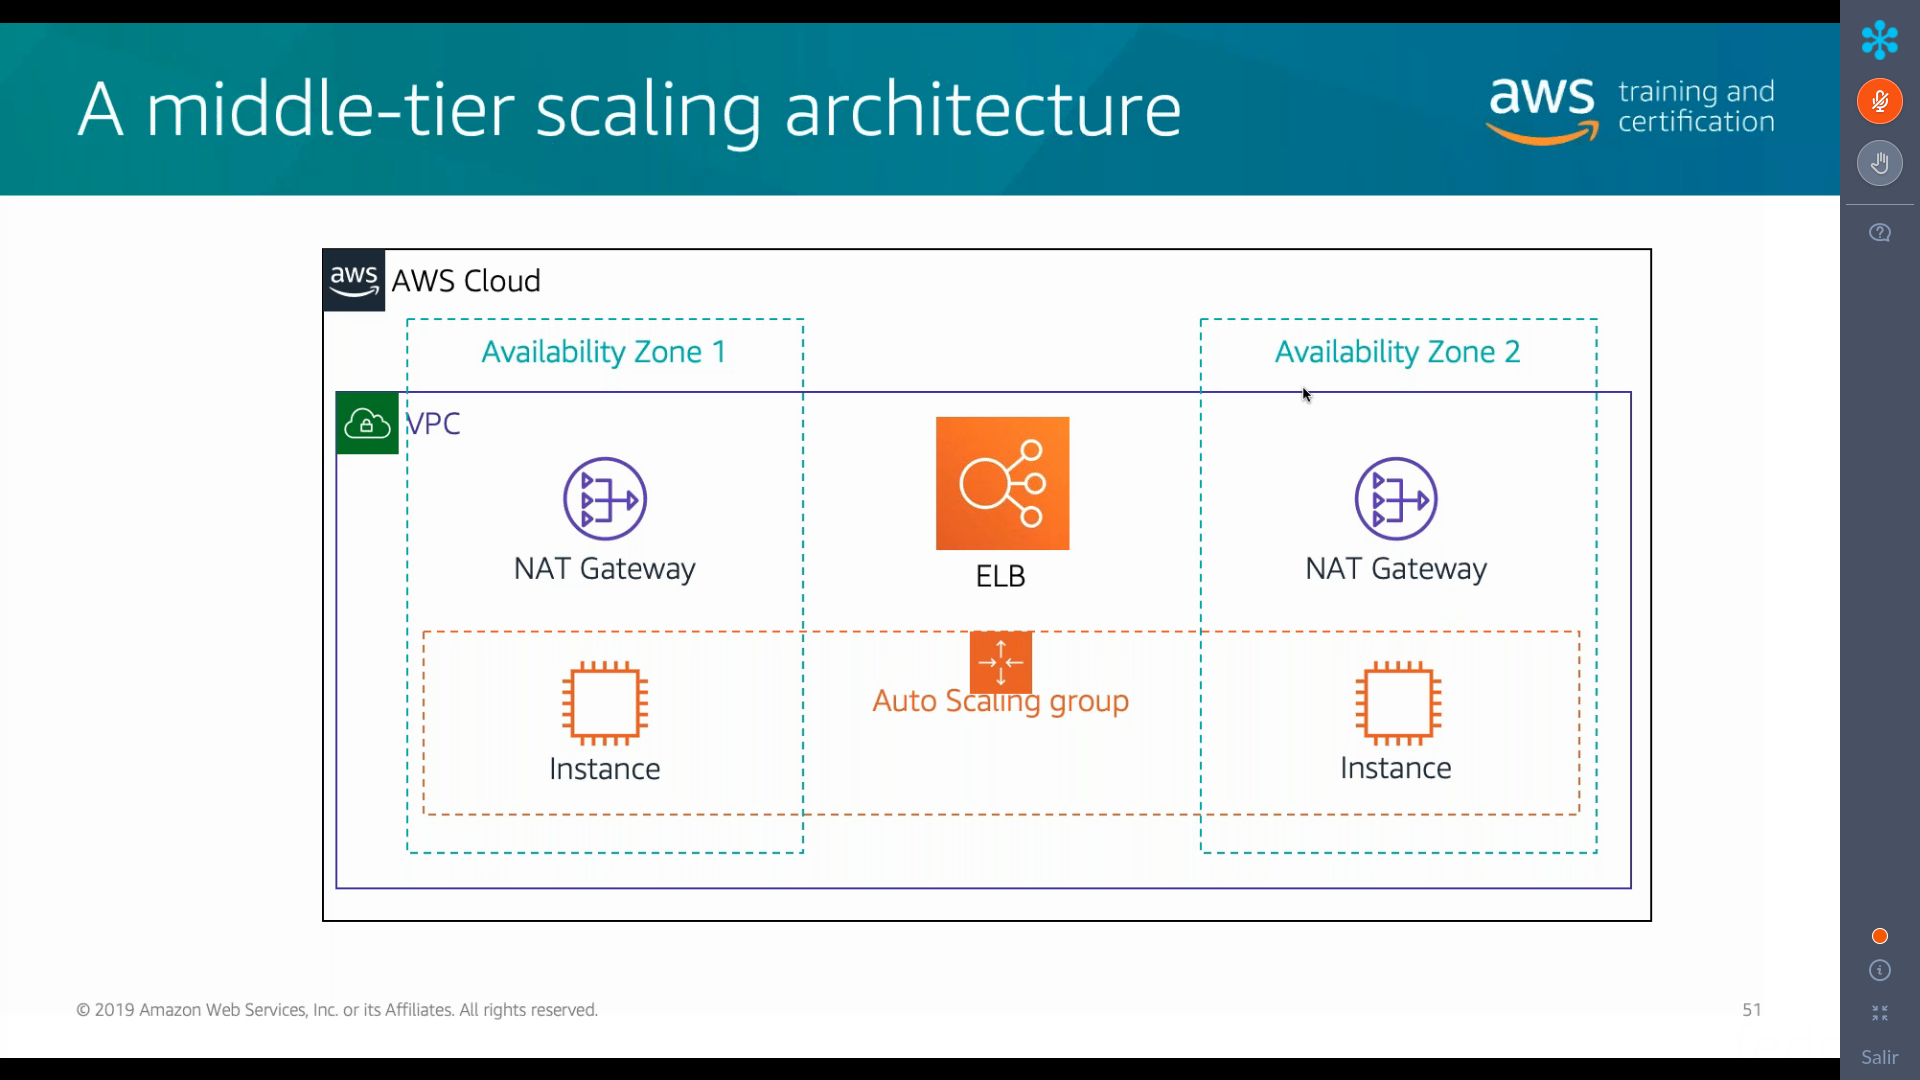 A middle-tier scaling architecture
aws training and
certification
aws AWS Cloud
Availability Zone 1
Availability Zone 2
VPC
NAT Gateway
ELB
NAT Gateway
Auto Scaling group
Instance
Instance
© 2019 Amazon Web Services, Inc. or its Affiliates. All rights reserved.
51
Salir